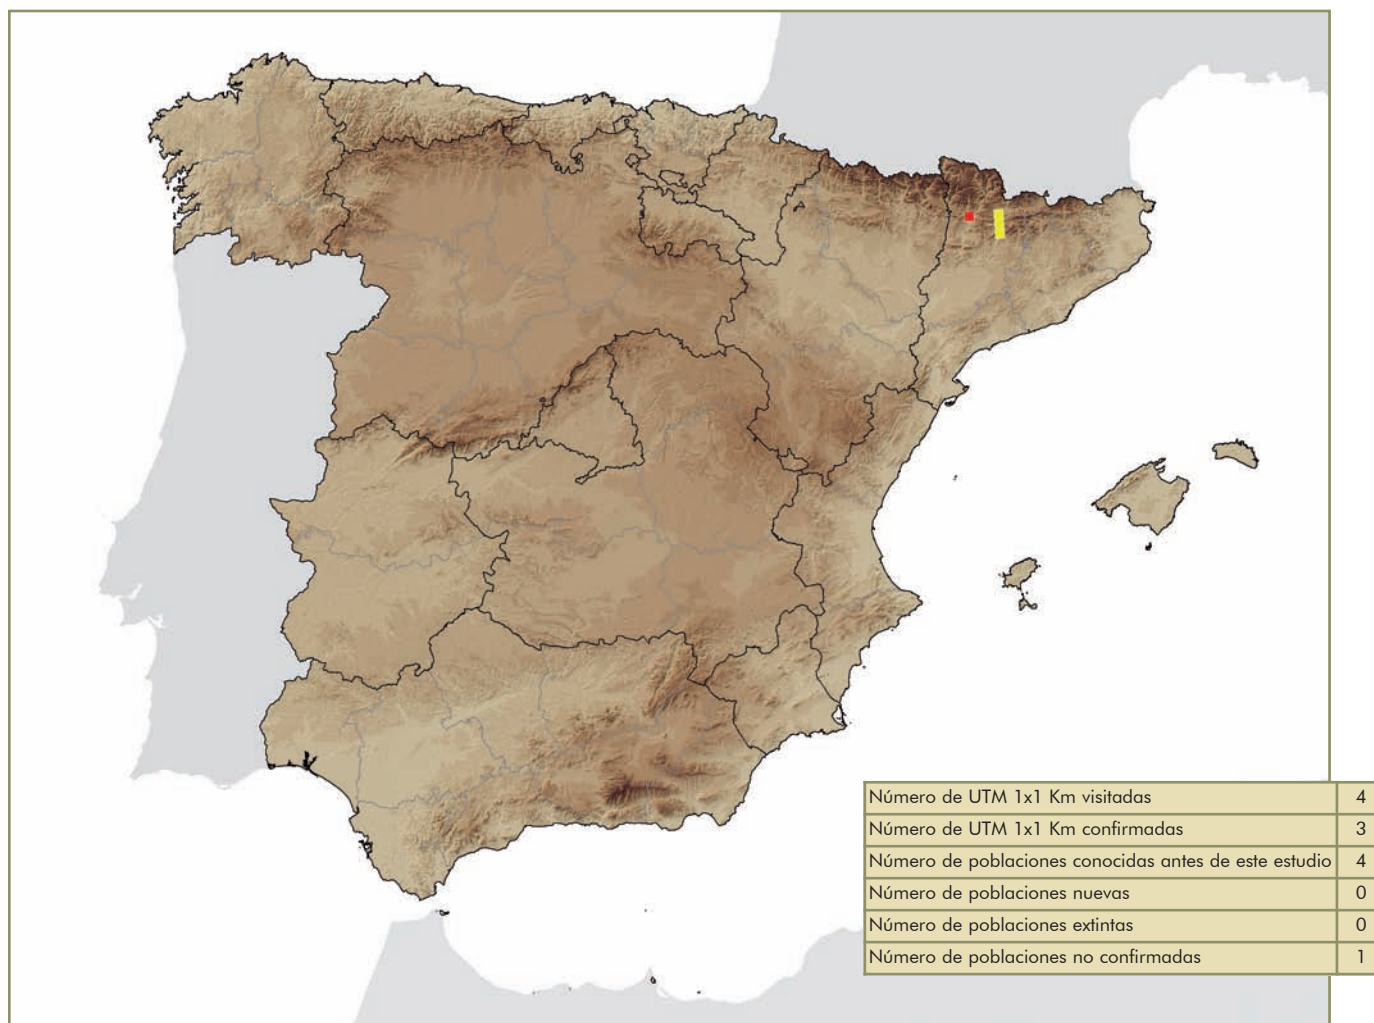 Número de UTM 1x1 Km visitadas 4
Número de UTM 1x1 Km confirmadas 3
Número de poblaciones conocidas antes de este estudio 4
Número de poblaciones nuevas 0
Número de poblaciones extintas 0
Número de poblaciones no confirmadas 1